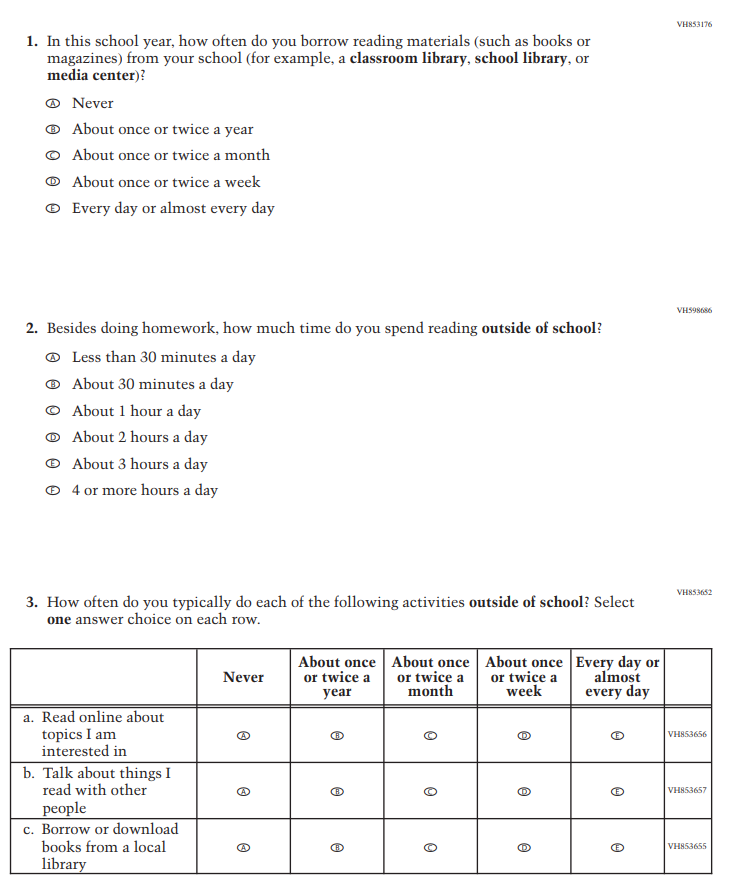 VH853176
1. In this school year, how often do you borrow reading materials (such as books or
magazines) from your school (for example, a classroom library, school library, or
media center)?
A Never
B About once or twice a year
C About once or twice a month
D About once or twice a week
E Every day or almost every day
VH598686
2. Besides doing homework, how much time do you spend reading outside of school?
A Less than 30 minutes a day
B About 30 minutes a day
C About 1 hour a day
D About 2 hours a day
E About 3 hours a day
F 4 or more hours a day
VH853652
3. How often do you typically do each of the following activities outside of school? Select
one answer choice on each row.
Never
About once
or twice a
year
About once
or twice a
month
About once
or twice a
week
Every day or
almost
every day
a. Read online about
topics I am
interested in
A B C D E VH853656
b. Talk about things I
read with other
people
A B C D E VH853657
c. Borrow or download
books from a local
library
A B C D E VH853655